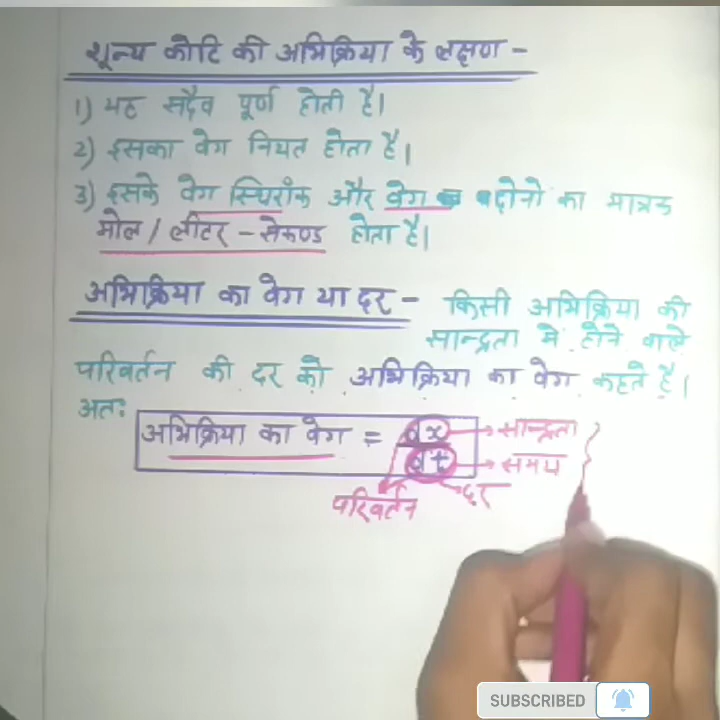 शून्य कोटि की अभिक्रिया के लक्षण -
1) यह सदैव पूर्ण होती है।
2) इसका वेग नियत होता है।
3) इसके वेग स्थिरांक और वेग दोनो का मात्रक
मोल / लीटर - सेकण्ड होता है।
अभिक्रिया का वेग या दर - किसी अभिक्रिया की
सान्द्रता मे होने वाले
परिवर्तन की दर को अभिक्रिया का वेग कहते है।
अतः
अभिक्रिया का वेग = dx → सान्द्रता
dt → समय
परिवर्तन दर
SUBSCRIBED